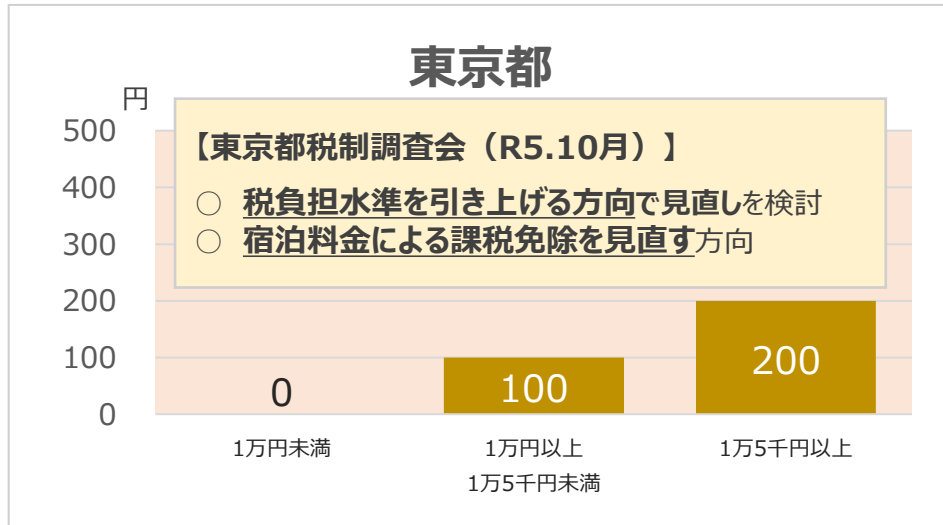 東京都
円
【東京都税制調査会（R5.10月）】
○ 税負担水準を引き上げる方向で見直しを検討
○ 宿泊料金による課税免除を見直す方向
500
400
300
200
100
0
0
100
200
1万円未満
1万円以上
1万5千円未満
1万5千円以上